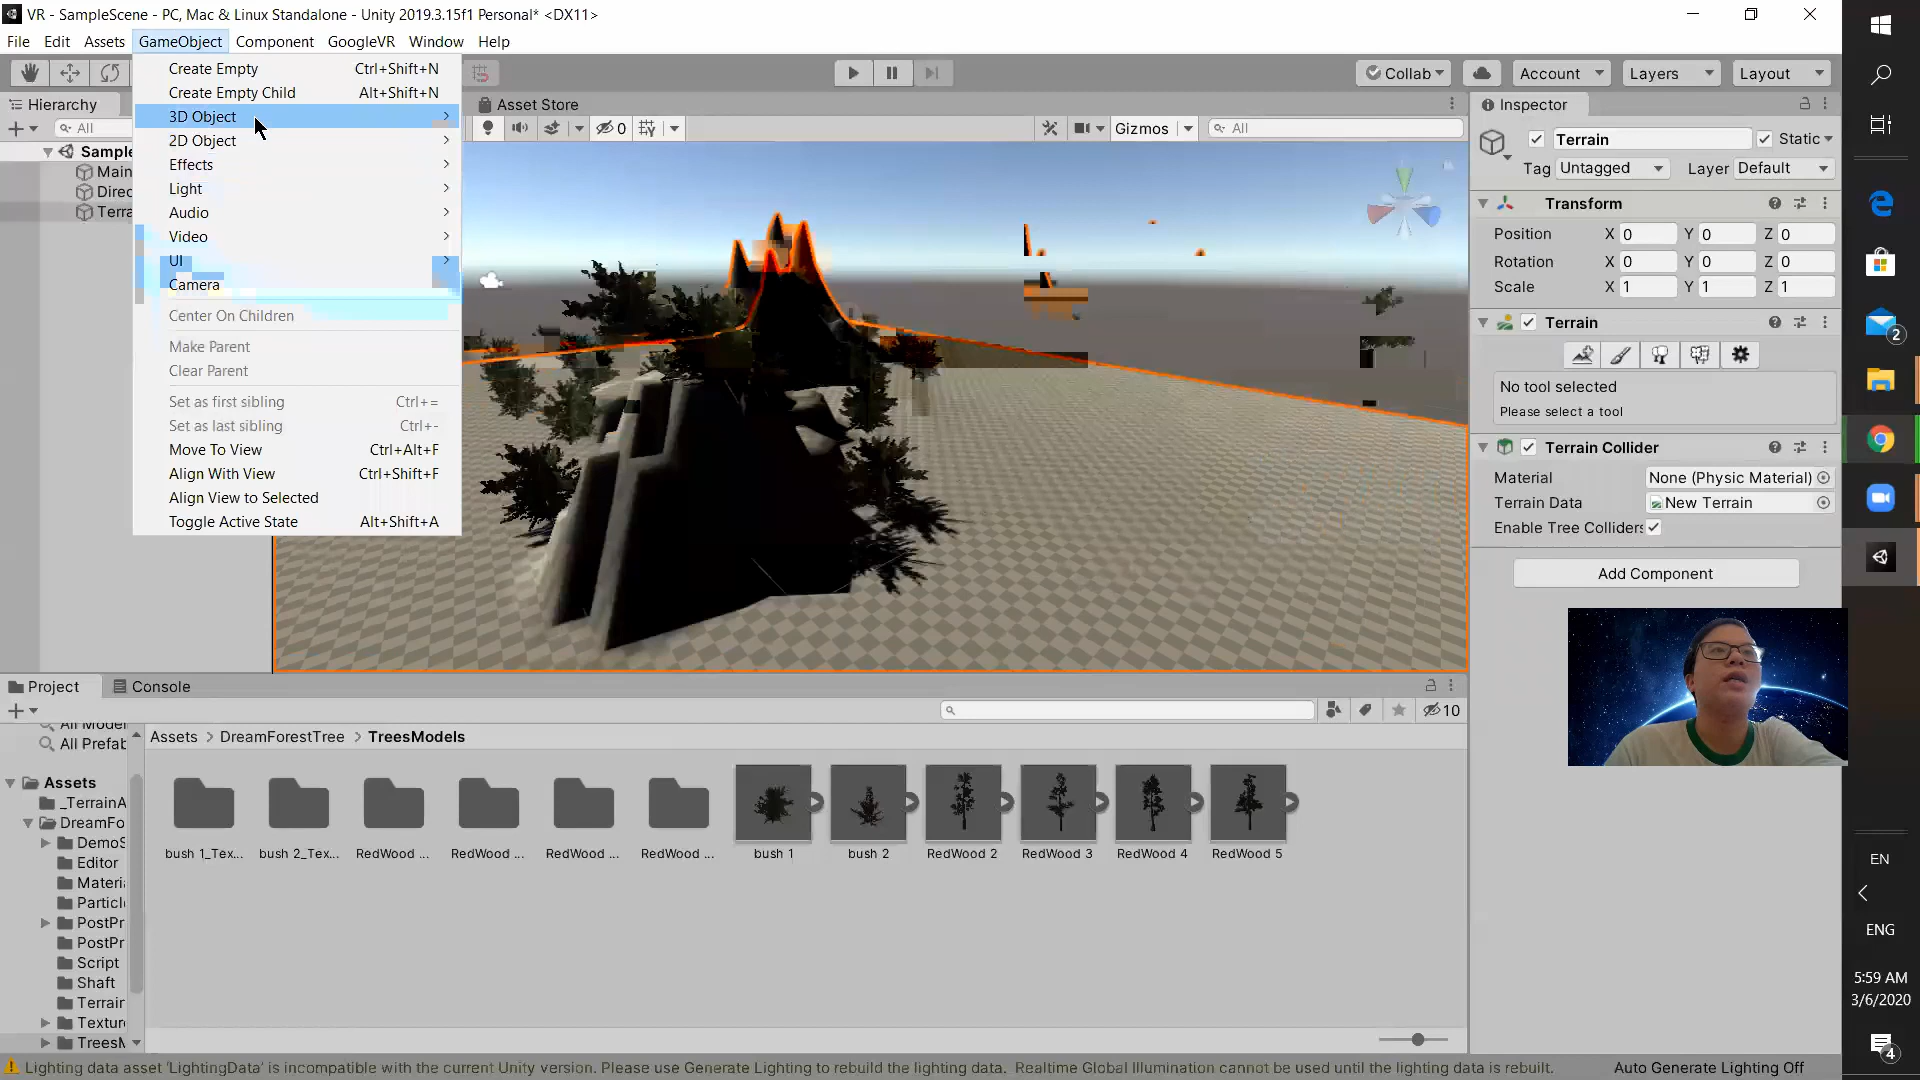 VR - SampleScene - PC, Mac & Linux Standalone - Unity 2019.3.15f1 Personal* <DX11>
File Edit Assets GameObject Component GoogleVR Window Help
Collab Account Layers Layout
Create Empty Ctrl+Shift+N
Create Empty Child Alt+Shift+N
3D Object
2D Object
Effects
Light
Audio
Video
UI
Camera
Center On Children
Make Parent
Clear Parent
Set as first sibling Ctrl+=
Set as last sibling Ctrl+-
Move To View Ctrl+Alt+F
Align With View Ctrl+Shift+F
Align View to Selected
Toggle Active State Alt+Shift+A
Hierarchy
All
Sample
Main
Direc
Terra
Asset Store
0 Gizmos All
Inspector
Terrain Static
Tag Untagged Layer Default
Transform
Position X 0 Y 0 Z 0
Rotation X 0 Y 0 Z 0
Scale X 1 Y 1 Z 1
Terrain
No tool selected
Please select a tool
Terrain Collider
Material None (Physic Material)
Terrain Data New Terrain
Enable Tree Colliders
Add Component
Project Console
10
All Model
All Prefab
Assets
_TerrainA
DreamFo
DemoS
Editor
Materia
Particle
PostPr
PostPr
Script
Shaft
Terrain
Texture
TreesM
Assets > DreamForestTree > TreesModels
bush 1_Tex... bush 2_Tex... RedWood ... RedWood ... RedWood ... RedWood ... bush 1 bush 2 RedWood 2 RedWood 3 RedWood 4 RedWood 5
Lighting data asset 'LightingData' is incompatible with the current Unity version. Please use Generate Lighting to rebuild the lighting data. Realtime Global Illumination cannot be used until the lighting data is rebuilt.
Auto Generate Lighting Off
2
EN
ENG
5:59 AM
3/6/2020
4